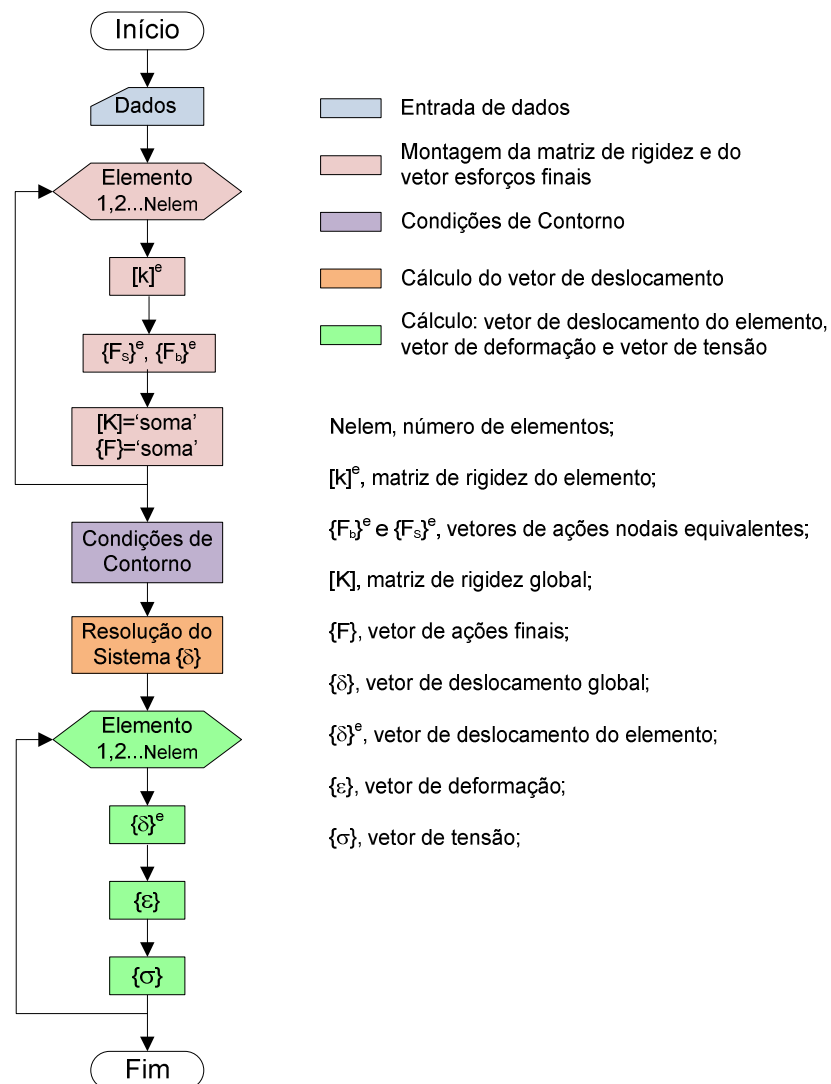 Início
Dados
Elemento
1,2...Nelem
[k]ᵉ
{Fₛ}ᵉ, {F_b}ᵉ
[K]=‘soma’
{F}=‘soma’
Condições de
Contorno
Resolução do
Sistema {δ}
Elemento
1,2...Nelem
{δ}ᵉ
{ε}
{σ}
Fim
Entrada de dados
Montagem da matriz de rigidez e do
vetor esforços finais
Condições de Contorno
Cálculo do vetor de deslocamento
Cálculo: vetor de deslocamento do elemento,
vetor de deformação e vetor de tensão
Nelem, número de elementos;
[k]ᵉ, matriz de rigidez do elemento;
{F_b}ᵉ e {Fₛ}ᵉ, vetores de ações nodais equivalentes;
[K], matriz de rigidez global;
{F}, vetor de ações finais;
{δ}, vetor de deslocamento global;
{δ}ᵉ, vetor de deslocamento do elemento;
{ε}, vetor de deformação;
{σ}, vetor de tensão;